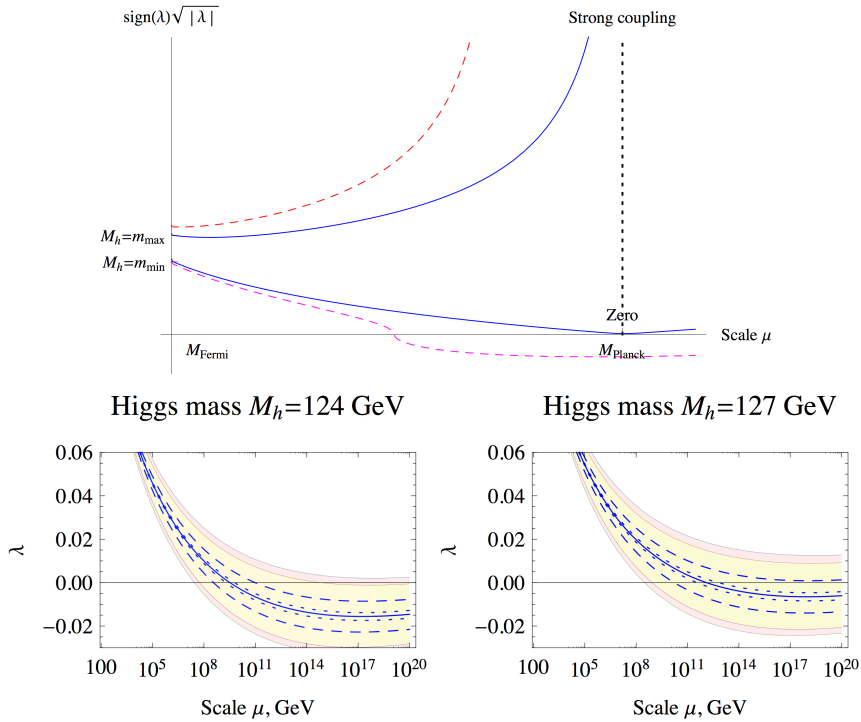 sign(λ)√|λ|
Strong coupling
M_h=m_max
M_h=m_min
Zero
Scale μ
M_Fermi
M_Planck
Higgs mass M_h=124 GeV
Higgs mass M_h=127 GeV
0.06
0.04
0.02
0.00
−0.02
λ
100 10^5 10^8 10^11 10^14 10^17 10^20
Scale μ, GeV
0.06
0.04
0.02
0.00
−0.02
λ
100 10^5 10^8 10^11 10^14 10^17 10^20
Scale μ, GeV